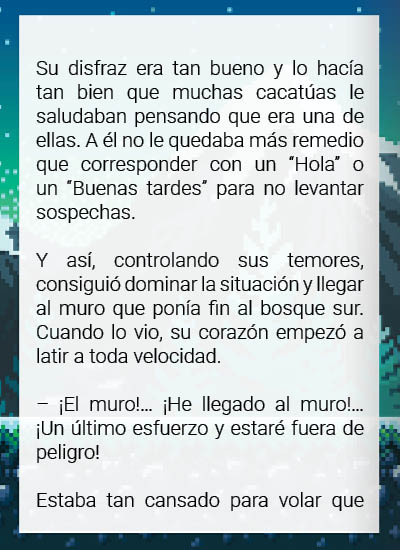 Su disfraz era tan bueno y lo hacía
tan bien que muchas cacatúas le
saludaban pensando que era una de
ellas. A él no le quedaba más remedio
que corresponder con un “Hola” o
un “Buenas tardes” para no levantar
sospechas.
Y así, controlando sus temores,
consiguió dominar la situación y llegar
al muro que ponía fin al bosque sur.
Cuando lo vio, su corazón empezó a
latir a toda velocidad.
– ¡El muro!... ¡He llegado al muro!...
¡Un último esfuerzo y estaré fuera de
peligro!
Estaba tan cansado para volar que